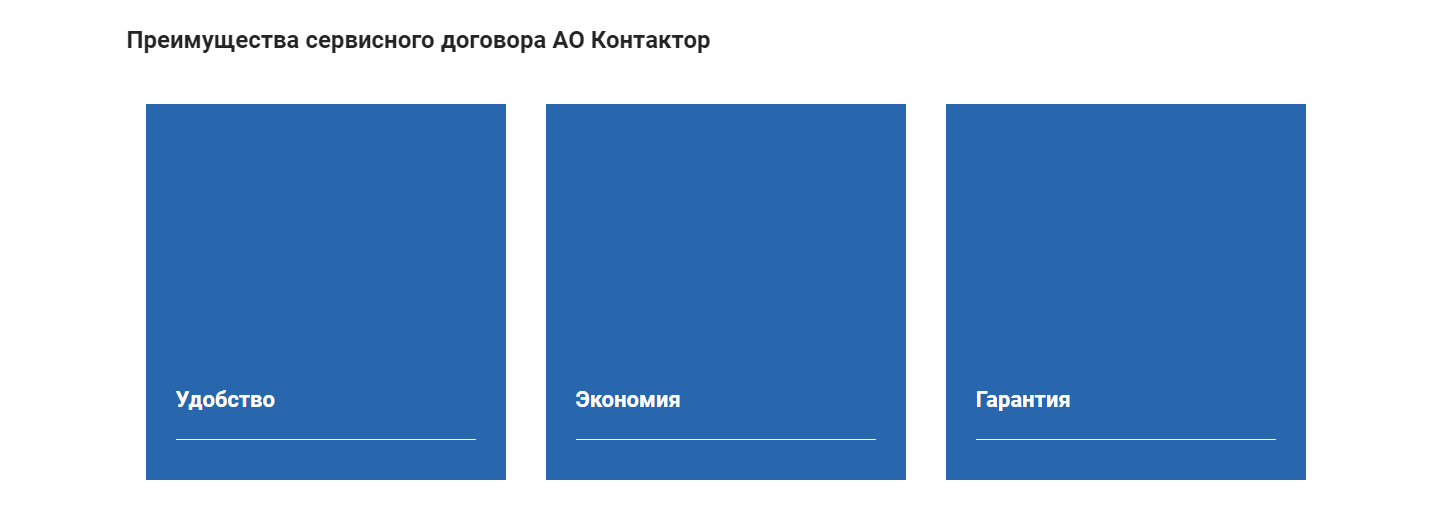 Преимущества сервисного договора АО Контактор
Удобство
Экономия
Гарантия